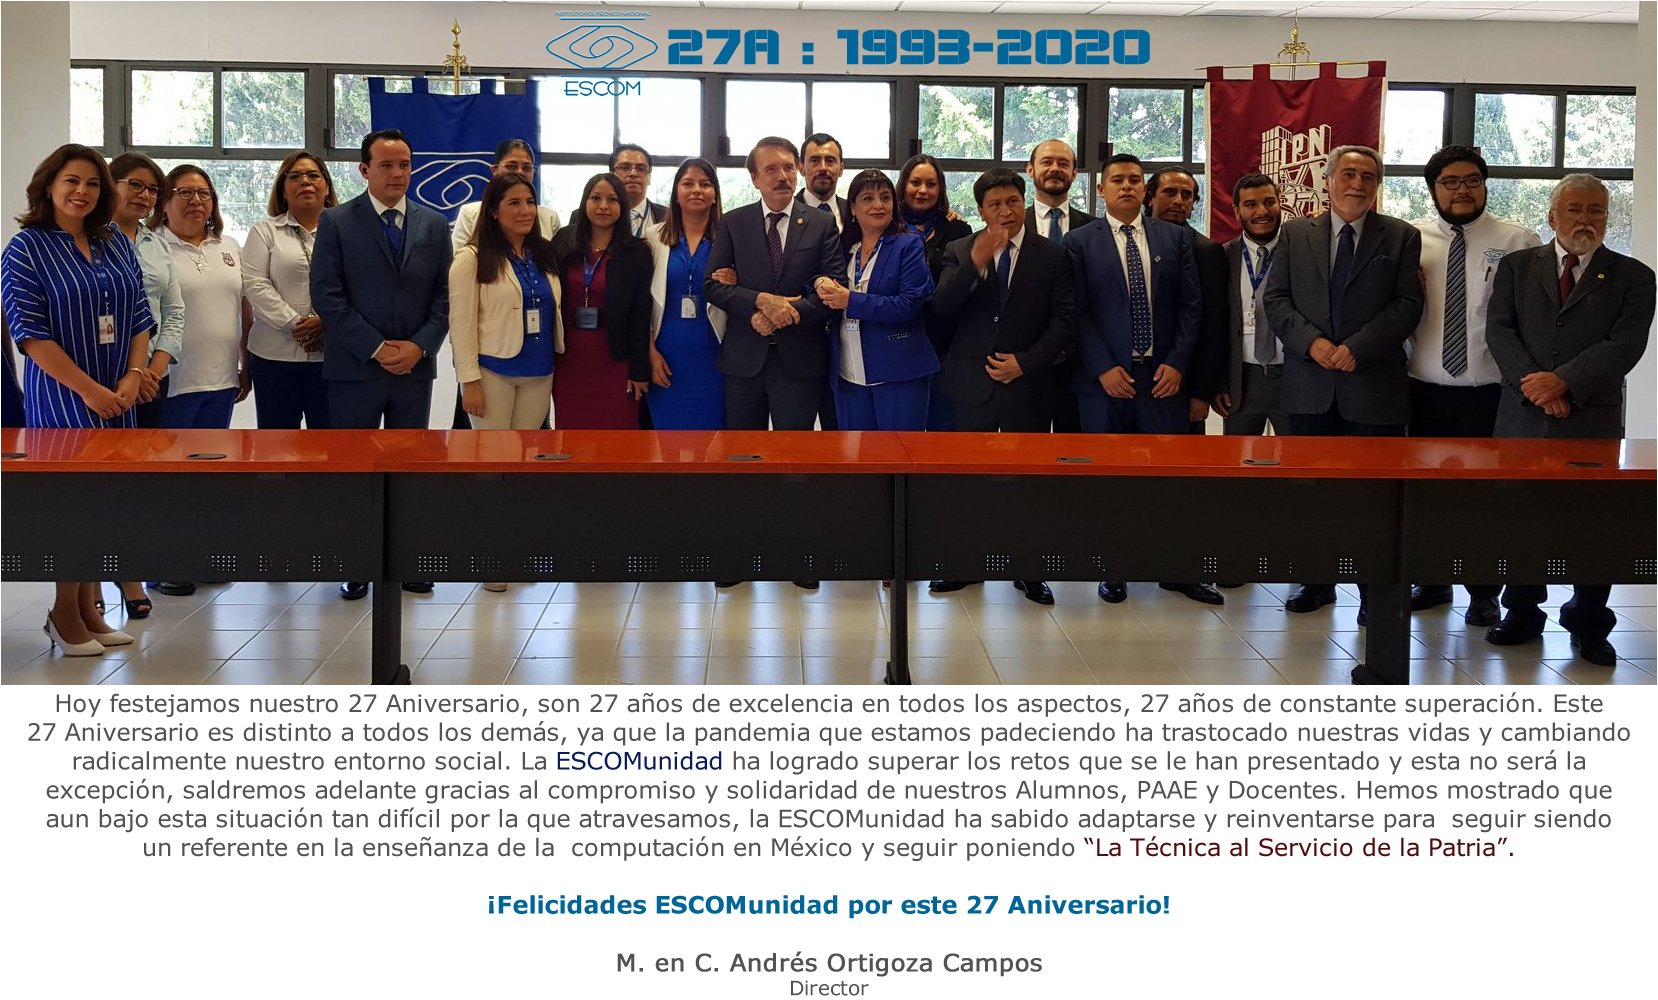 INSTITUTO POLITÉCNICO NACIONAL
ESCOM
27A : 1993-2020
IPN
Hoy festejamos nuestro 27 Aniversario, son 27 años de excelencia en todos los aspectos, 27 años de constante superación. Este
27 Aniversario es distinto a todos los demás, ya que la pandemia que estamos padeciendo ha trastocado nuestras vidas y cambiando
radicalmente nuestro entorno social. La ESCOMunidad ha logrado superar los retos que se le han presentado y esta no será la
excepción, saldremos adelante gracias al compromiso y solidaridad de nuestros Alumnos, PAAE y Docentes. Hemos mostrado que
aun bajo esta situación tan difícil por la que atravesamos, la ESCOMunidad ha sabido adaptarse y reinventarse para seguir siendo
un referente en la enseñanza de la computación en México y seguir poniendo “La Técnica al Servicio de la Patria”.
¡Felicidades ESCOMunidad por este 27 Aniversario!
M. en C. Andrés Ortigoza Campos
Director